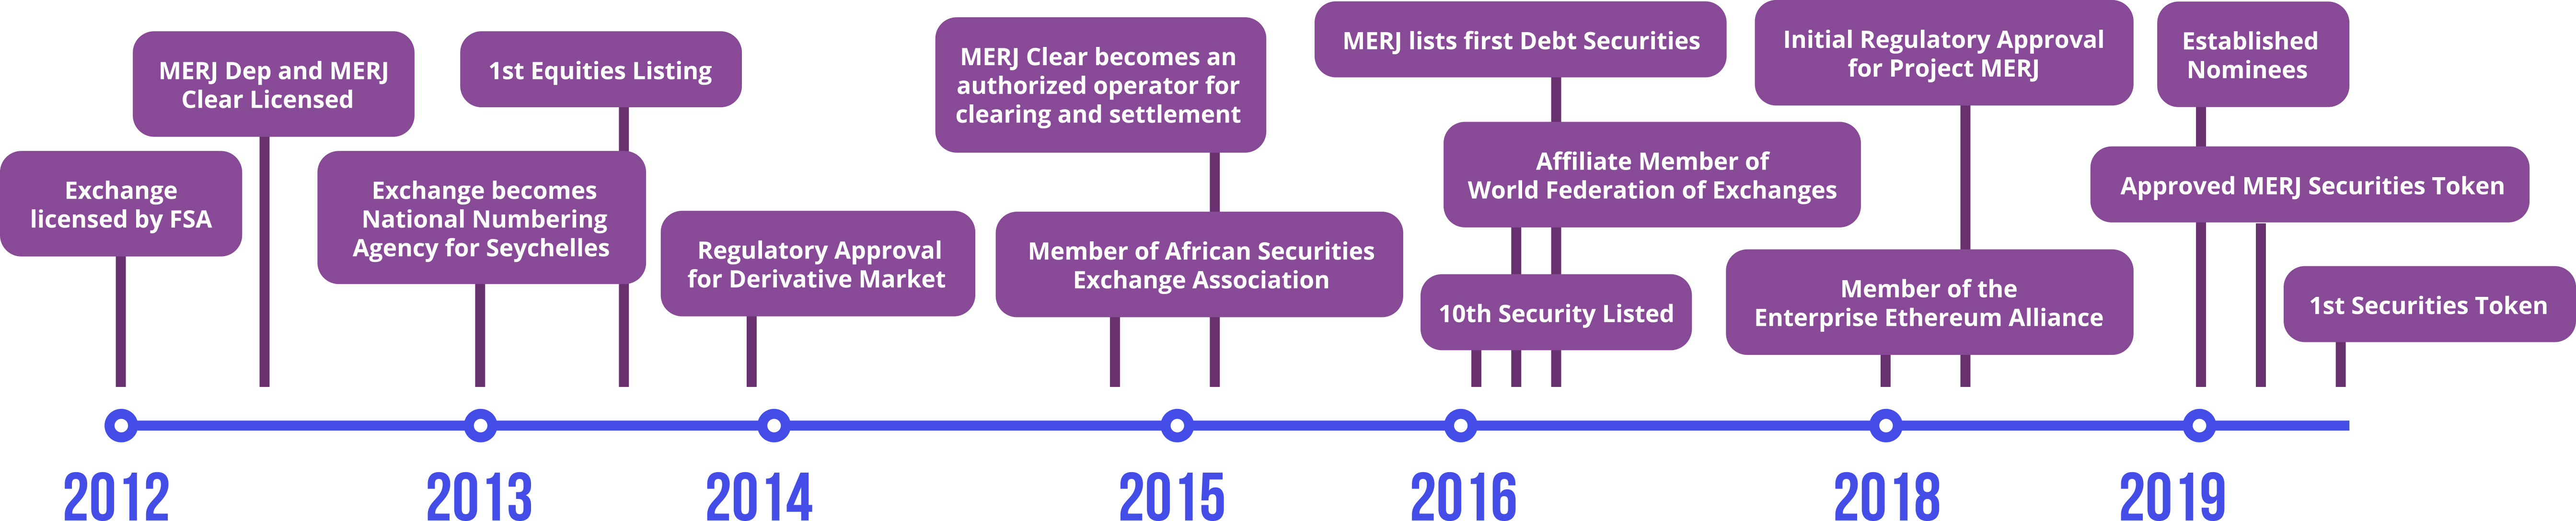 MERJ Dep and MERJ
Clear Licensed
1st Equities Listing
MERJ Clear becomes an
authorized operator for
clearing and settlement
MERJ lists first Debt Securities
Initial Regulatory Approval
for Project MERJ
Established
Nominees
Exchange
licensed by FSA
Exchange becomes
National Numbering
Agency for Seychelles
Regulatory Approval
for Derivative Market
Member of African Securities
Exchange Association
Affiliate Member of
World Federation of Exchanges
10th Security Listed
Member of the
Enterprise Ethereum Alliance
Approved MERJ Securities Token
1st Securities Token
2012
2013
2014
2015
2016
2018
2019